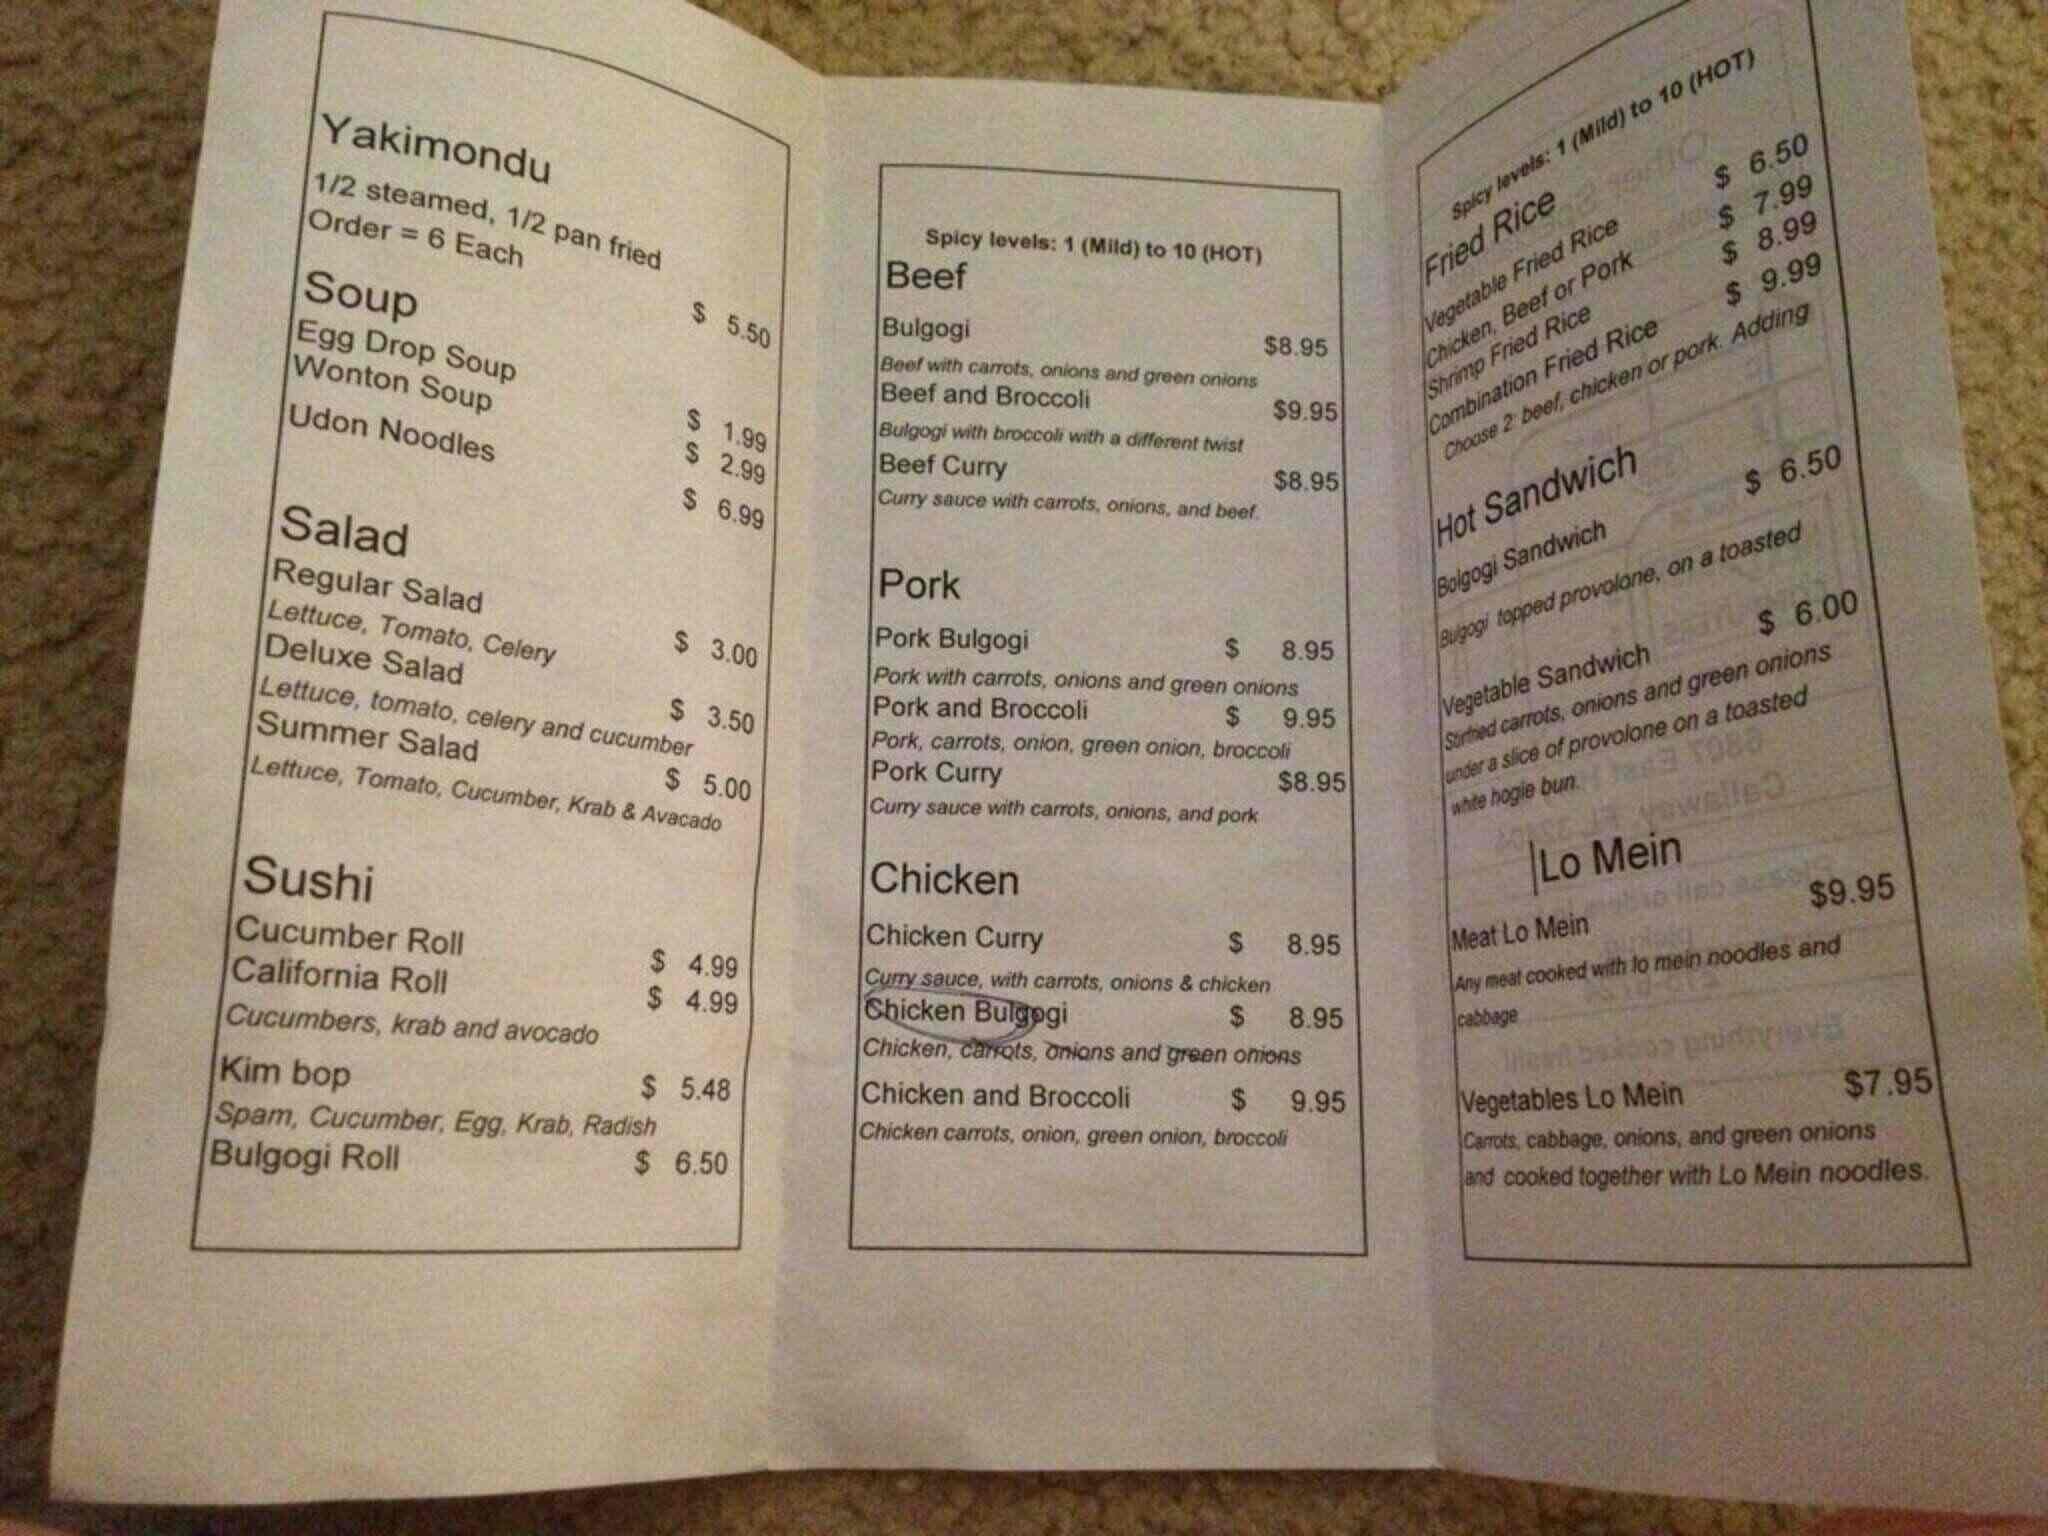 Yakimondu
1/2 steamed, 1/2 pan fried
Order = 6 Each
$ 5.50
Soup
Egg Drop Soup $ 1.99
Wonton Soup $ 2.99
Udon Noodles $ 6.99
Salad
Regular Salad $ 3.00
Lettuce, Tomato, Celery
Deluxe Salad $ 3.50
Lettuce, tomato, celery and cucumber
Summer Salad $ 5.00
Lettuce, Tomato, Cucumber, Krab & Avacado
Sushi
Cucumber Roll $ 4.99
California Roll $ 4.99
Cucumbers, krab and avocado
Kim bop $ 5.48
Spam, Cucumber, Egg, Krab, Radish
Bulgogi Roll $ 6.50
Spicy levels: 1 (Mild) to 10 (HOT)
Beef
Bulgogi $8.95
Beef with carrots, onions and green onions
Beef and Broccoli $9.95
Bulgogi with broccoli with a different twist
Beef Curry $8.95
Curry sauce with carrots, onions, and beef.
Pork
Pork Bulgogi $ 8.95
Pork with carrots, onions and green onions
Pork and Broccoli $ 9.95
Pork, carrots, onion, green onion, broccoli
Pork Curry $8.95
Curry sauce with carrots, onions, and pork
Chicken
Chicken Curry $ 8.95
Curry sauce, with carrots, onions & chicken
Chicken Bulgogi $ 8.95
Chicken, carrots, onions and green onions
Chicken and Broccoli $ 9.95
Chicken carrots, onion, green onion, broccoli
Spicy levels: 1 (Mild) to 10 (HOT)
Fried Rice
Vegetable Fried Rice $ 6.50
Chicken, Beef or Pork $ 7.99
Shrimp Fried Rice $ 8.99
Combination Fried Rice $ 9.99
Choose 2: beef, chicken or pork. Adding
Hot Sandwich
Bolgogi Sandwich $ 6.50
Bulgogi topped provolone, on a toasted
Vegetable Sandwich $ 6.00
Stirfried carrots, onions and green onions
under a slice of provolone on a toasted
white hogie bun.
Lo Mein
Meat Lo Mein $9.95
Any meat cooked with lo mein noodles and
cabbage
Vegetables Lo Mein $7.95
Carrots, cabbage, onions, and green onions
and cooked together with Lo Mein noodles.